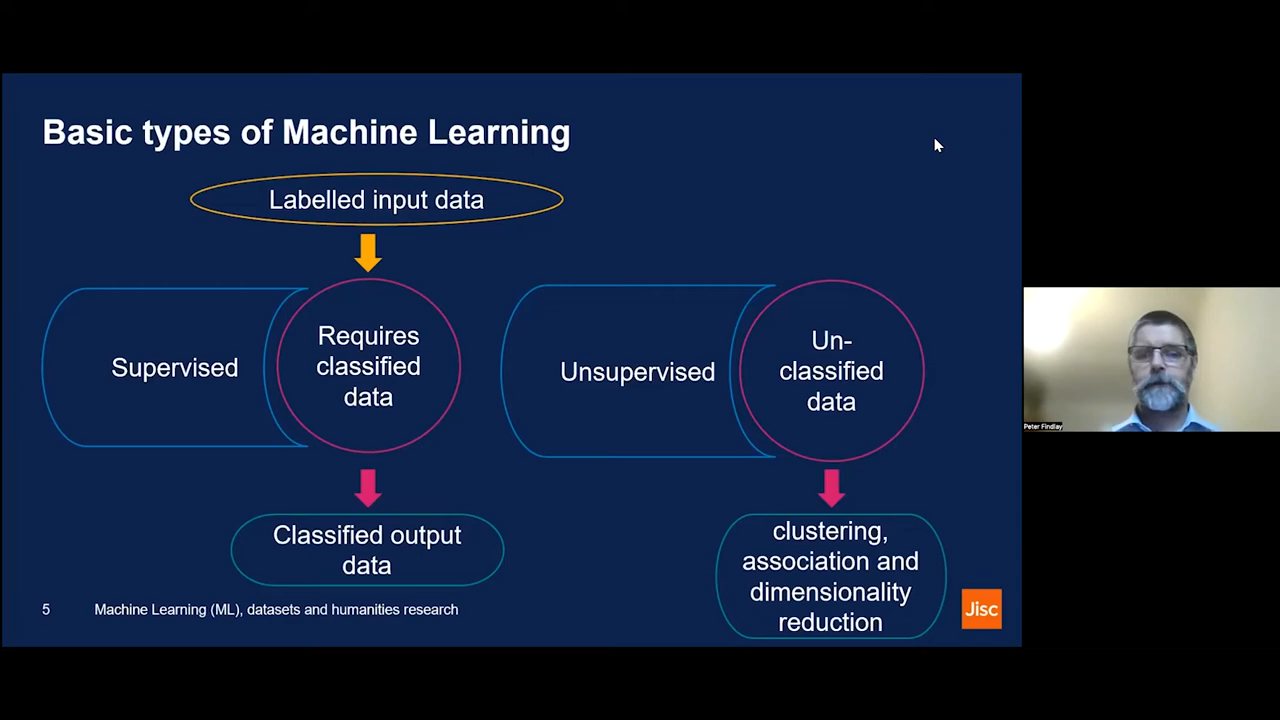 Basic types of Machine Learning
Labelled input data
Supervised
Requires
classified
data
Classified output
data
Unsupervised
Un-
classified
data
clustering,
association and
dimensionality
reduction
5
Machine Learning (ML), datasets and humanities research
Jisc
Peter Findlay